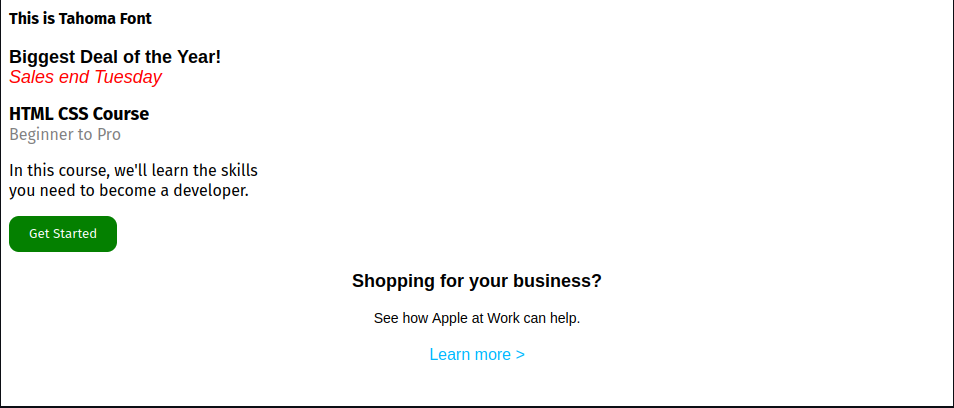 This is Tahoma Font
Biggest Deal of the Year!
Sales end Tuesday
HTML CSS Course
Beginner to Pro
In this course, we'll learn the skills
you need to become a developer.
Get Started
Shopping for your business?
See how Apple at Work can help.
Learn more >